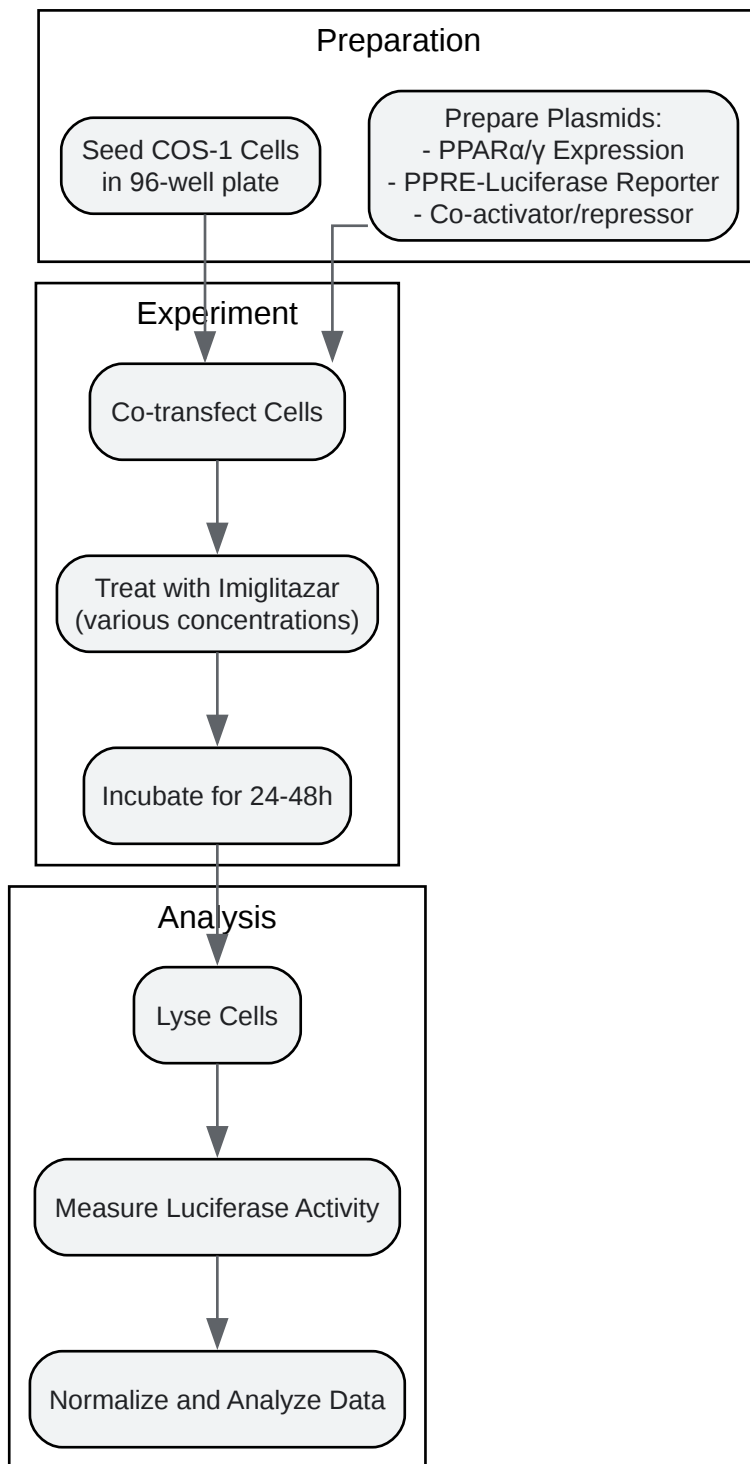 Preparation
Seed COS-1 Cells
in 96-well plate
Prepare Plasmids:
- PPARα/γ Expression
- PPRE-Luciferase Reporter
- Co-activator/repressor
Experiment
Co-transfect Cells
Treat with Imiglitazar
(various concentrations)
Incubate for 24-48h
Analysis
Lyse Cells
Measure Luciferase Activity
Normalize and Analyze Data